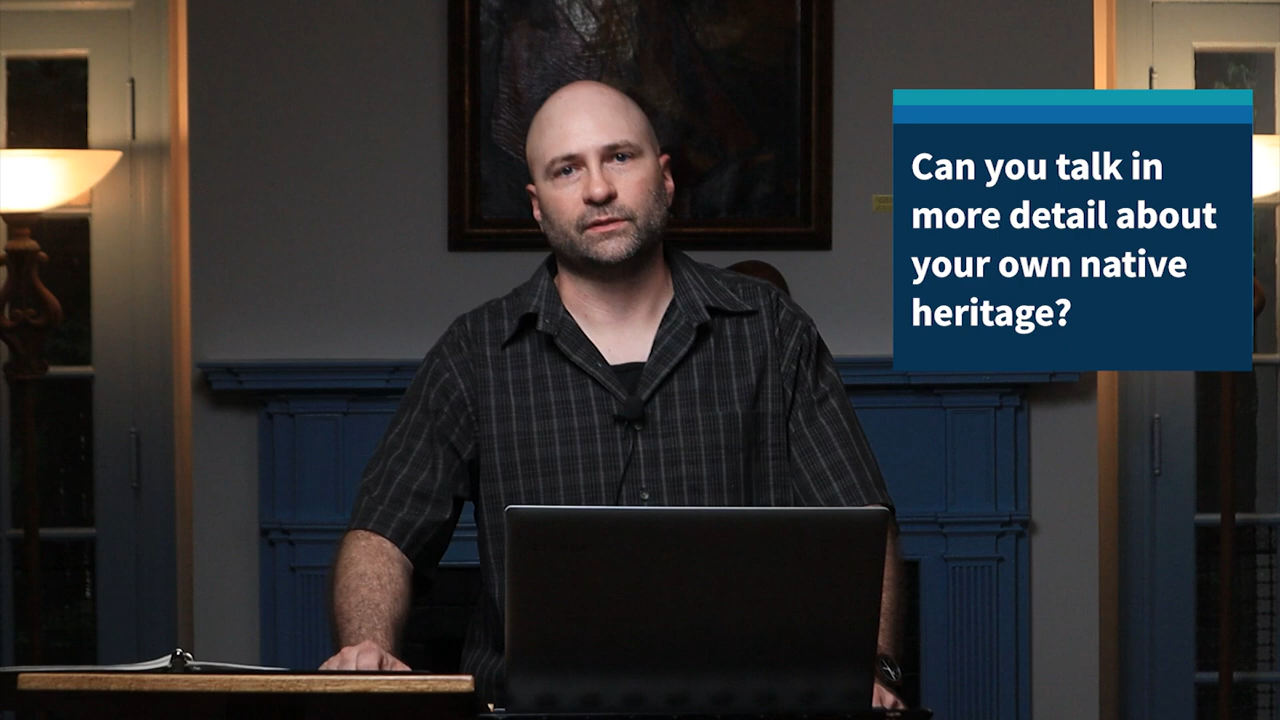 Can you talk in
more detail about
your own native
heritage?